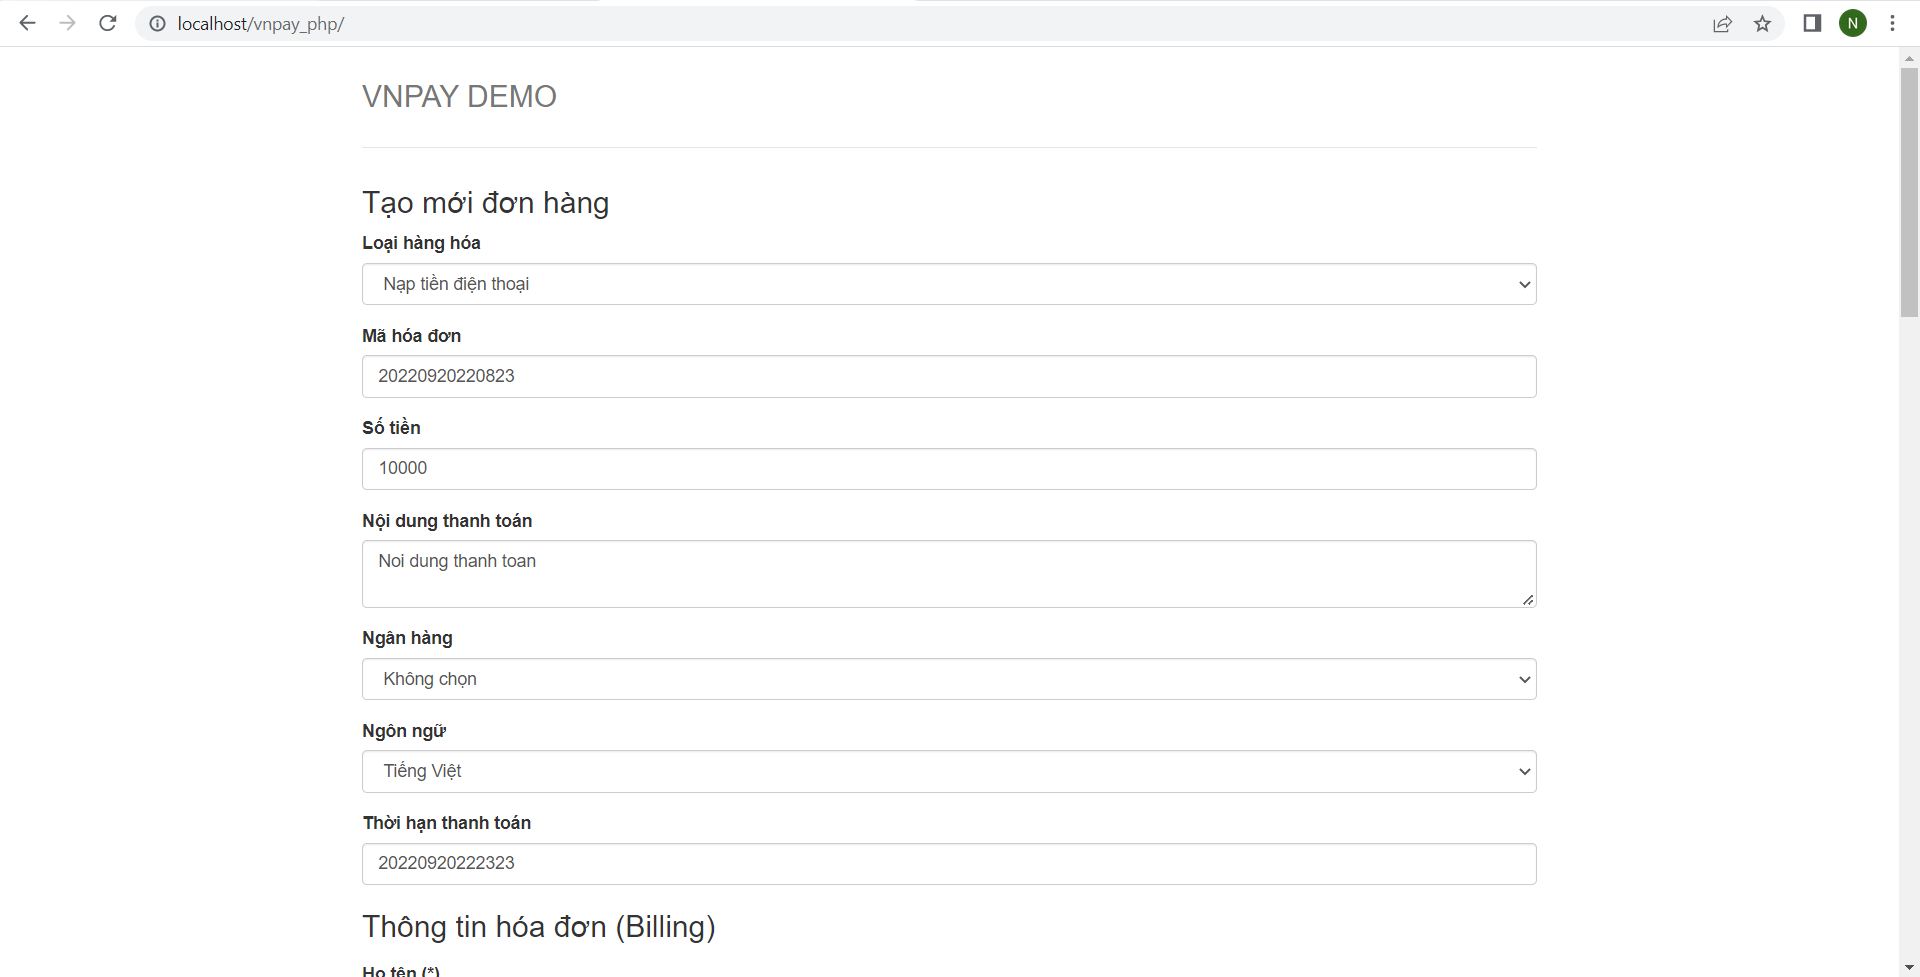 localhost/vnpay_php/
N
VNPAY DEMO
Tạo mới đơn hàng
Loại hàng hóa
Nạp tiền điện thoại
Mã hóa đơn
20220920220823
Số tiền
10000
Nội dung thanh toán
Noi dung thanh toan
Ngân hàng
Không chọn
Ngôn ngữ
Tiếng Việt
Thời hạn thanh toán
20220920222323
Thông tin hóa đơn (Billing)
Họ tên (*)